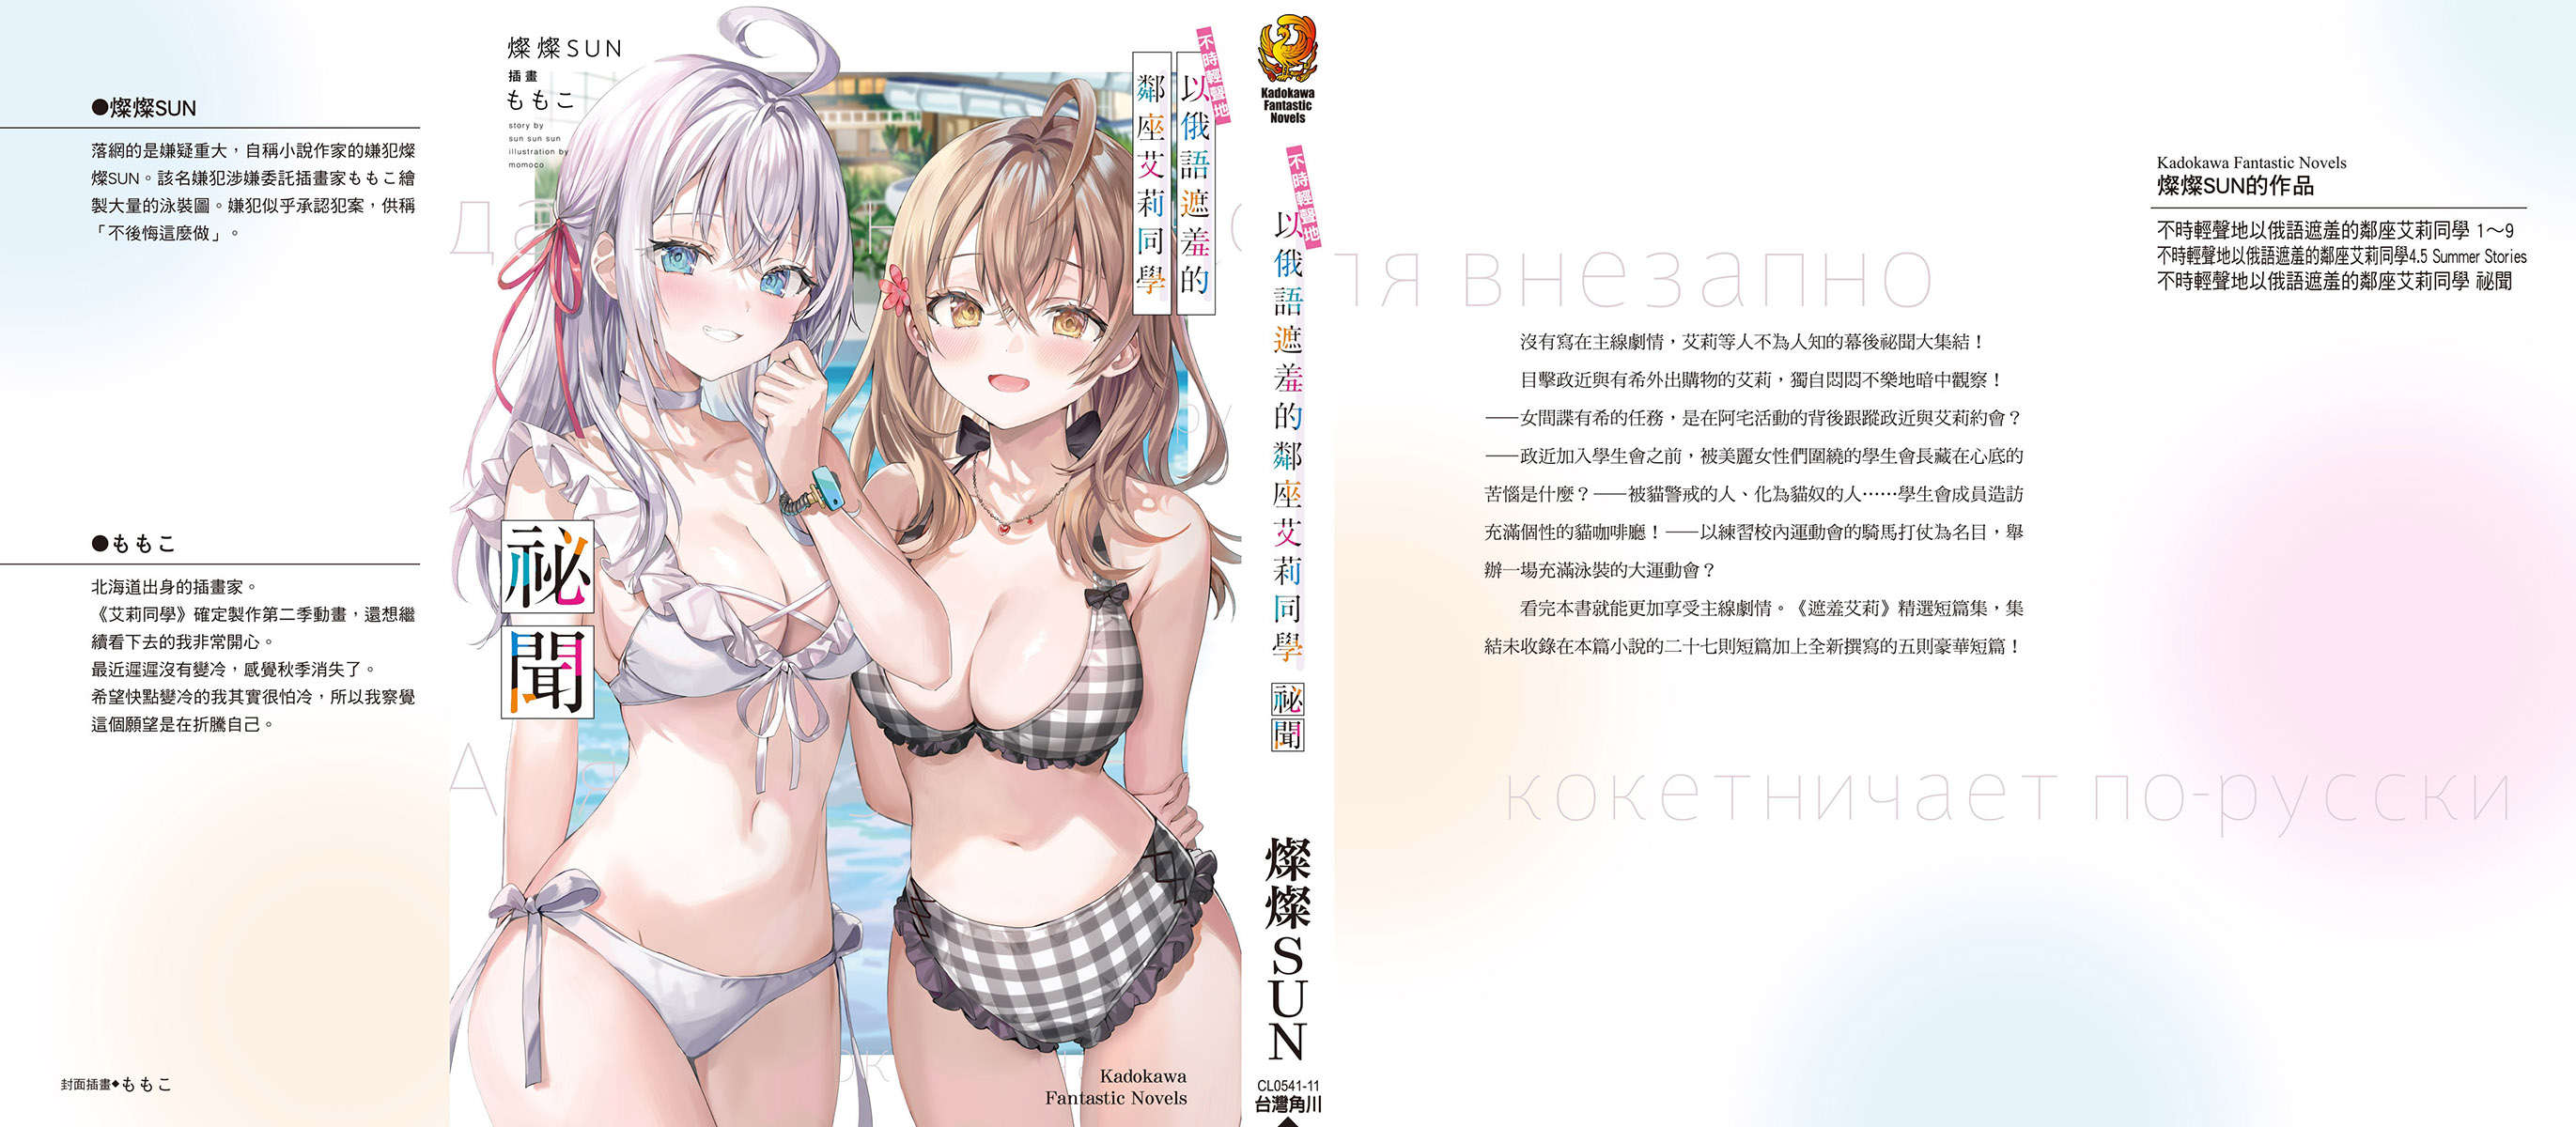 ●燦燦SUN
落網的是嫌疑重大，自稱小說作家的嫌犯燦
燦SUN。該名嫌犯涉嫌委託插畫家ももこ繪
製大量的泳裝圖。嫌犯似乎承認犯案，供稱
「不後悔這麼做」。
●ももこ
北海道出身的插畫家。
《艾莉同學》確定製作第二季動畫，還想繼
續看下去的我非常開心。
最近遲遲沒有變冷，感覺秋季消失了。
希望快點變冷的我其實很怕冷，所以我察覺
這個願望是在折騰自己。
封面插畫◆ももこ
燦燦SUN
插畫
ももこ
story by
sun sun sun
illustration by
momoco
不時輕聲地
以俄語遮羞的
鄰座艾莉同學
祕聞
Kadokawa
Fantastic Novels
Kadokawa
Fantastic
Novels
不時輕聲地
以俄語遮羞的鄰座艾莉同學
祕聞
燦燦SUN
CL0541-11
台灣角川
ля внезапно
沒有寫在主線劇情，艾莉等人不為人知的幕後祕聞大集結！
目擊政近與有希外出購物的艾莉，獨自悶悶不樂地暗中觀察！
——女間諜有希的任務，是在阿宅活動的背後跟蹤政近與艾莉約會？
——政近加入學生會之前，被美麗女性們圍繞的學生會長藏在心底的
苦惱是什麼？——被貓警戒的人、化為貓奴的人……學生會成員造訪
充滿個性的貓咖啡廳！——以練習校內運動會的騎馬打仗為名目，舉
辦一場充滿泳裝的大運動會？
看完本書就能更加享受主線劇情。《遮羞艾莉》精選短篇集，集
結未收錄在本篇小說的二十七則短篇加上全新撰寫的五則豪華短篇！
кокетничает по-русски
Kadokawa Fantastic Novels
燦燦SUN的作品
不時輕聲地以俄語遮羞的鄰座艾莉同學 1～9
不時輕聲地以俄語遮羞的鄰座艾莉同學4.5 Summer Stories
不時輕聲地以俄語遮羞的鄰座艾莉同學 祕聞